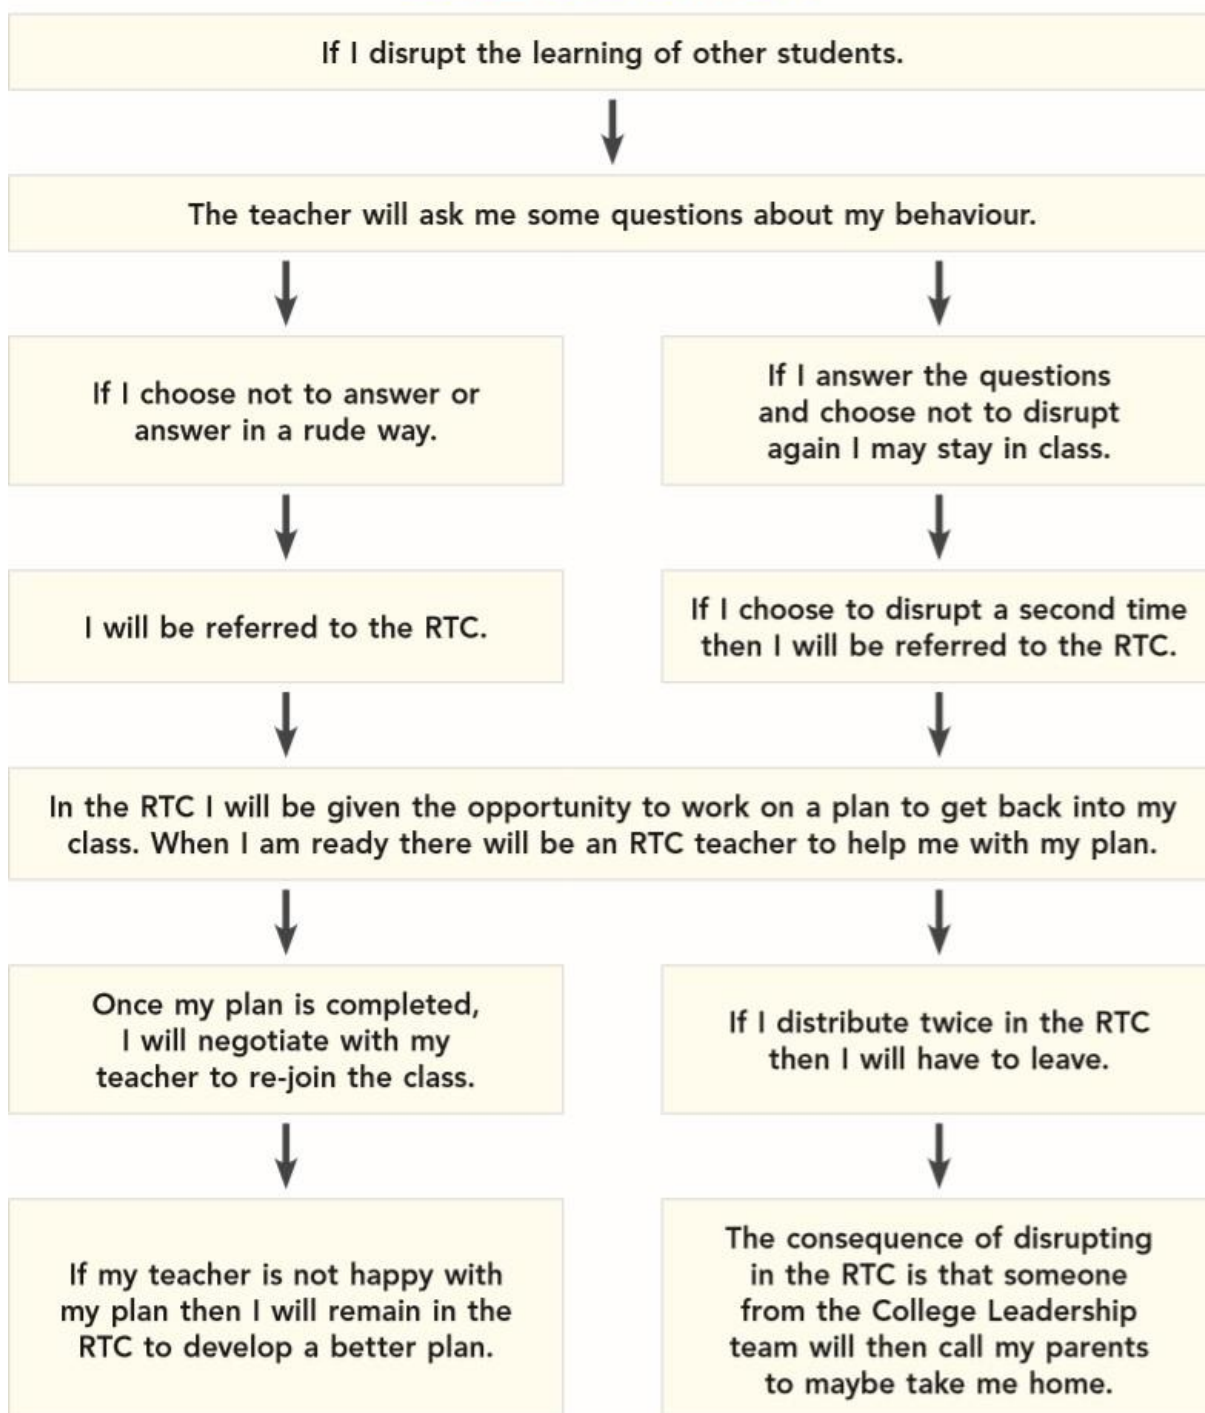 If I disrupt the learning of other students.
The teacher will ask me some questions about my behaviour.
If I choose not to answer or
answer in a rude way.
If I answer the questions
and choose not to disrupt
again I may stay in class.
I will be referred to the RTC.
If I choose to disrupt a second time
then I will be referred to the RTC.
In the RTC I will be given the opportunity to work on a plan to get back into my
class. When I am ready there will be an RTC teacher to help me with my plan.
Once my plan is completed,
I will negotiate with my
teacher to re-join the class.
If I distribute twice in the RTC
then I will have to leave.
If my teacher is not happy with
my plan then I will remain in the
RTC to develop a better plan.
The consequence of disrupting
in the RTC is that someone
from the College Leadership
team will then call my parents
to maybe take me home.